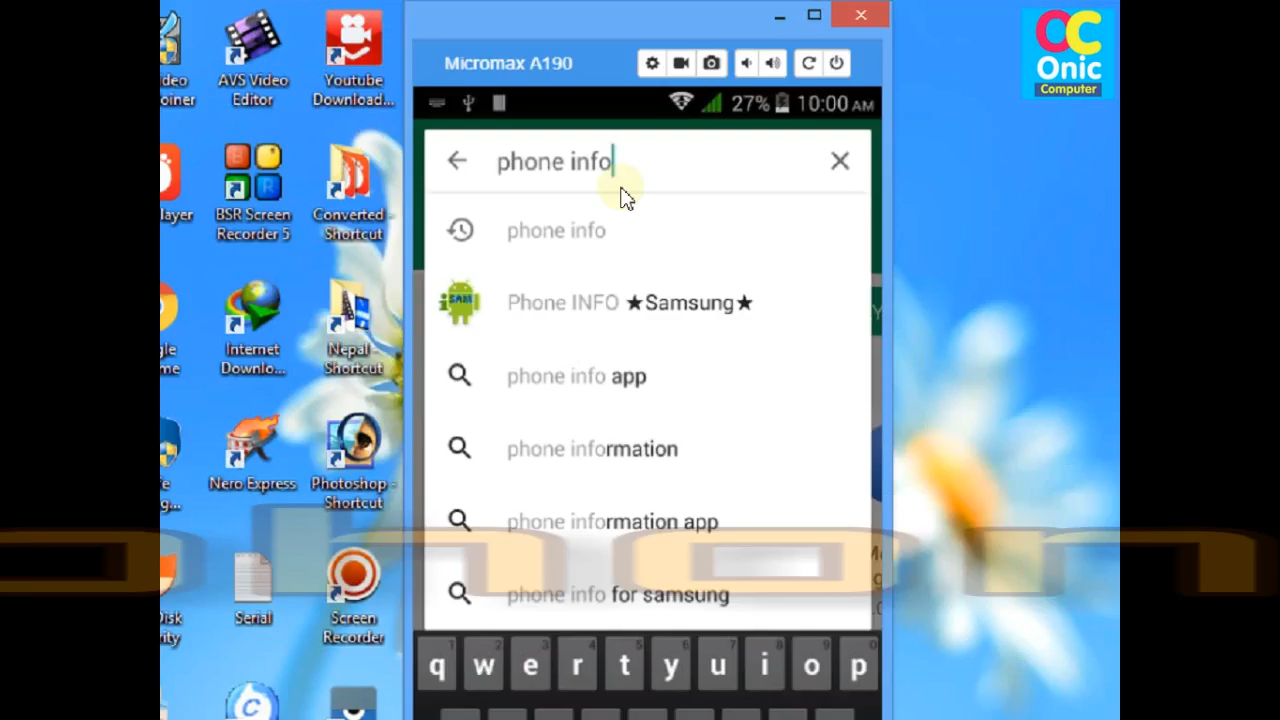 AVS Video
Editor
Youtube
Download...
BSR Screen
Recorder 5
Converted -
Shortcut
Internet
Downlo...
Nepal -
Shortcut
Nero Express
Photoshop -
Shortcut
Serial
Screen
Recorder
Micromax A190
27% 10:00 AM
phone info
phone info
SAM
Phone INFO ★Samsung★
phone info app
phone information
phone information app
phone info for samsung
q w e r t y u i o p
Onic
Computer